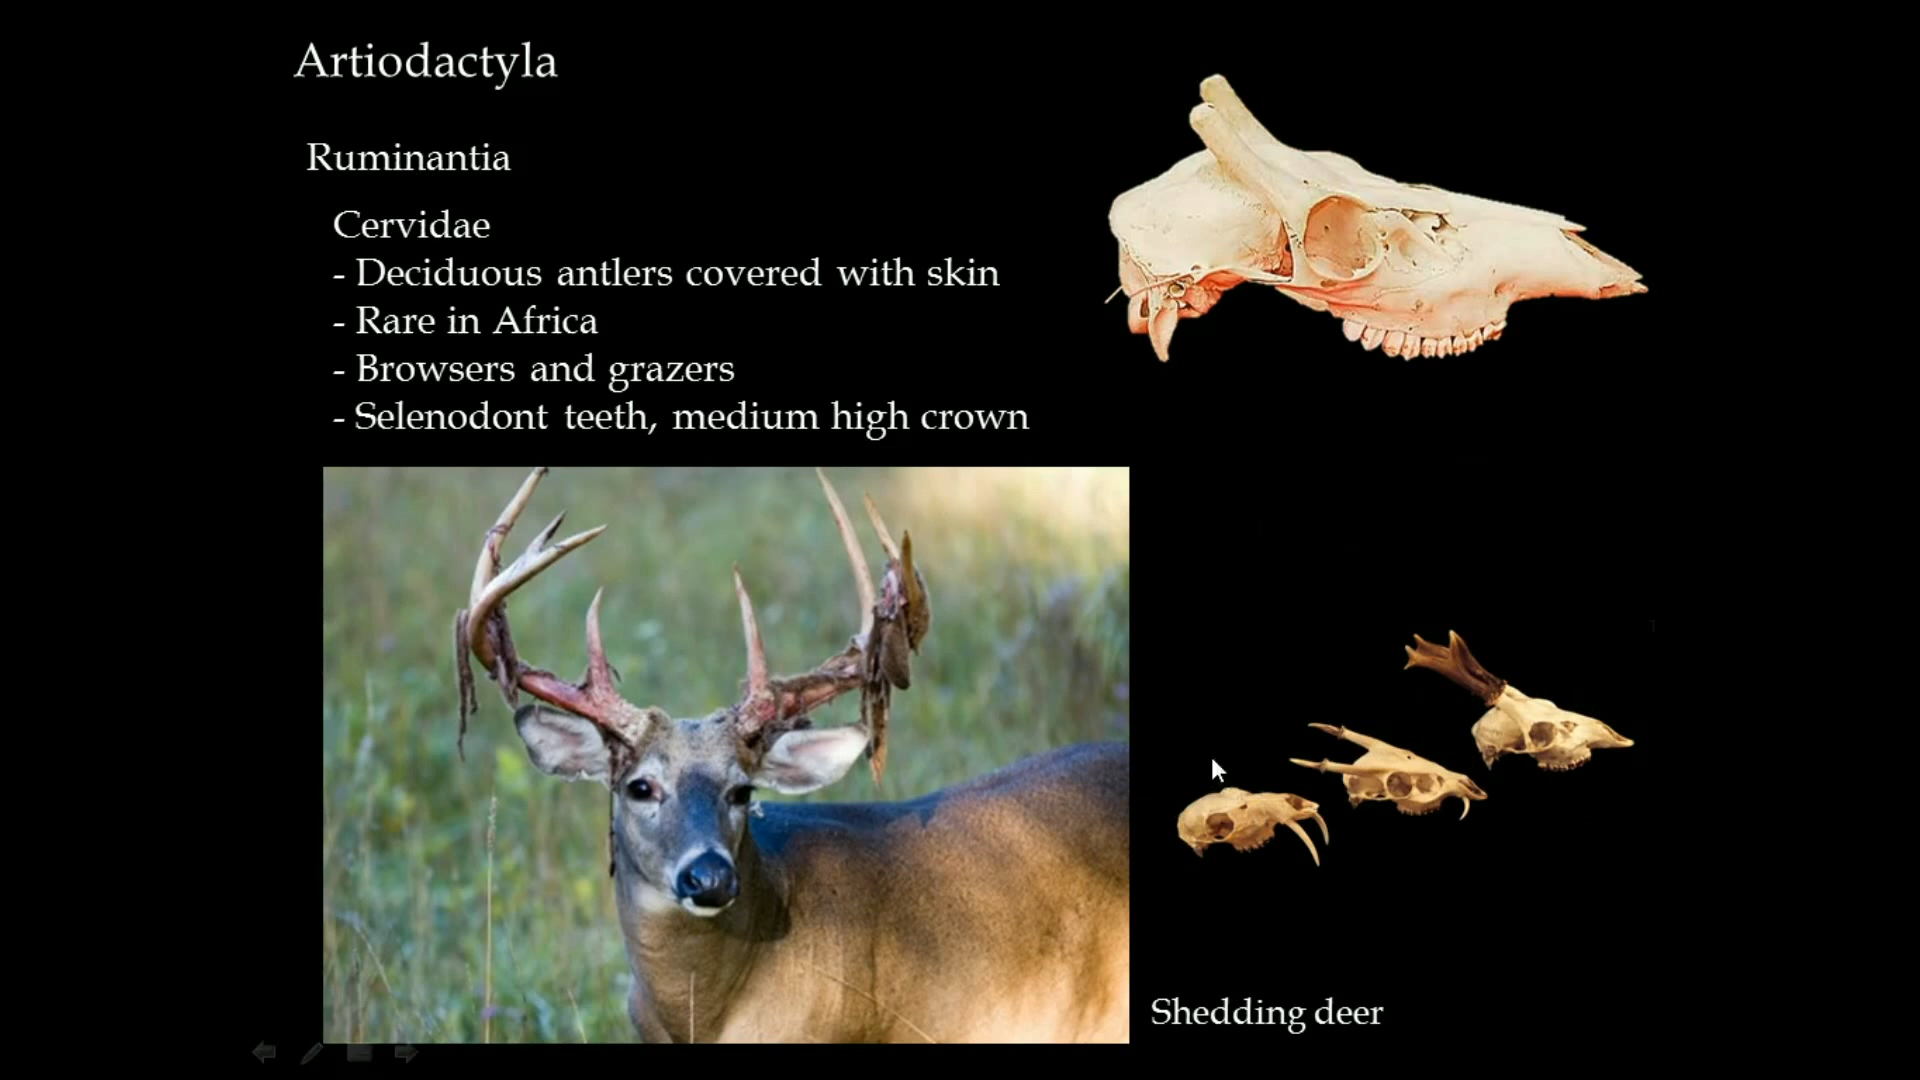 Artiodactyla
Ruminantia
Cervidae
- Deciduous antlers covered with skin
- Rare in Africa
- Browsers and grazers
- Selenodont teeth, medium high crown
Shedding deer